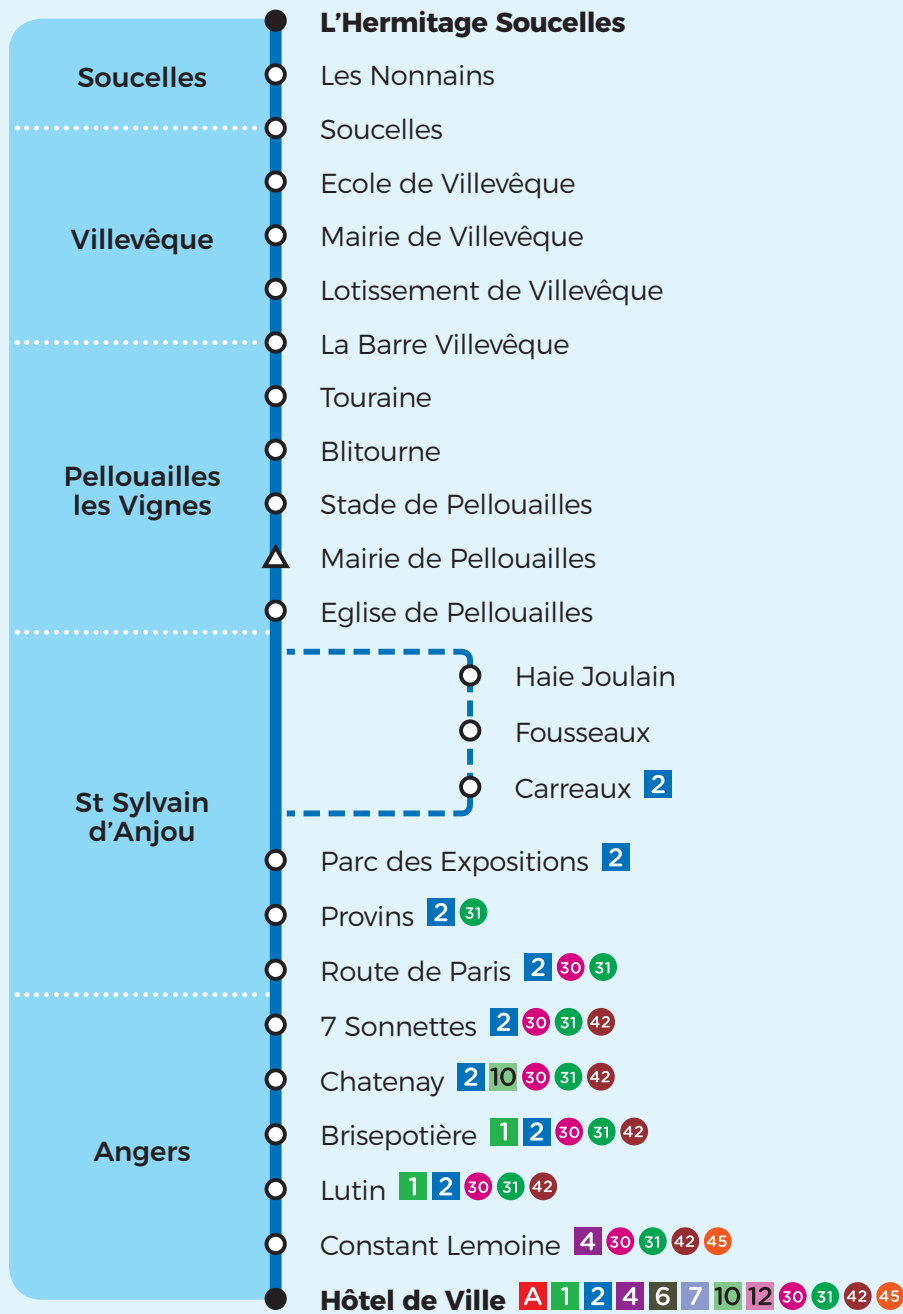 L'Hermitage Soucelles
Soucelles
Les Nonnains
Soucelles
Ecole de Villevêque
Villevêque
Mairie de Villevêque
Lotissement de Villevêque
La Barre Villevêque
Touraine
Blitourne
Pellouailles
les Vignes
Stade de Pellouailles
Mairie de Pellouailles
Eglise de Pellouailles
Haie Joulain
Fousseaux
Carreaux 2
St Sylvain
d'Anjou
Parc des Expositions 2
Provins 2 31
Route de Paris 2 30 31
7 Sonnettes 2 30 31 42
Chatenay 2 10 30 31 42
Brisepotière 1 2 30 31 42
Angers
Lutin 1 2 30 31 42
Constant Lemoine 4 30 31 42 45
Hôtel de Ville A 1 2 4 6 7 10 12 30 31 42 45